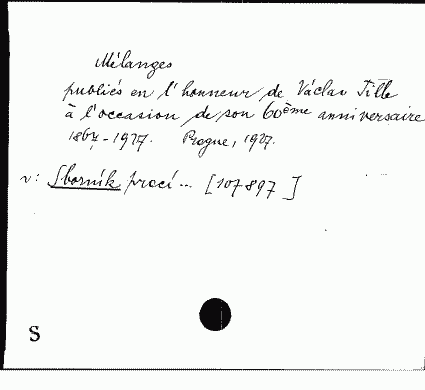 Mélanges
publiés en l'honneur de Václav Tille
à l'occasion de son 60ème anniversaire
1867-1927. Prague, 1927.
v: Sborník prací... [107897]
S